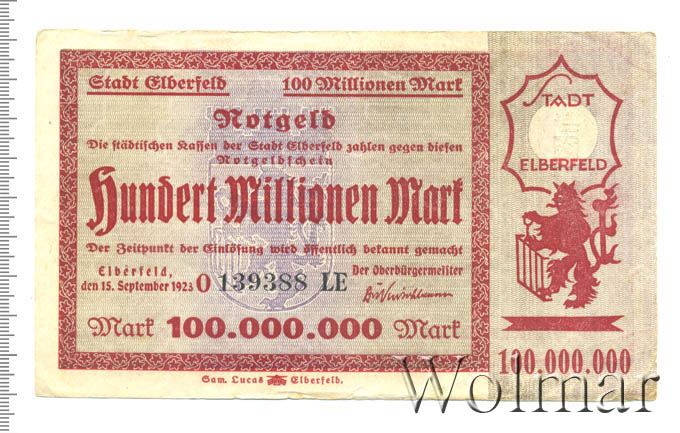 Stadt Elberfeld 100 Millionen Mark
Notgeld
Die städtischen Kassen der Stadt Elberfeld zahlen gegen diesen
Notgeldschein
Hundert Millionen Mark
Der Zeitpunkt der Einlösung wird öffentlich bekannt gemacht
Elberfeld,
den 15. September 1923
O 139388 LE
Der Oberbürgermeister
Mark 100.000.000 Mark
Sam. Lucas Elberfeld.
STADT
ELBERFELD
100.000.000
Wolmar